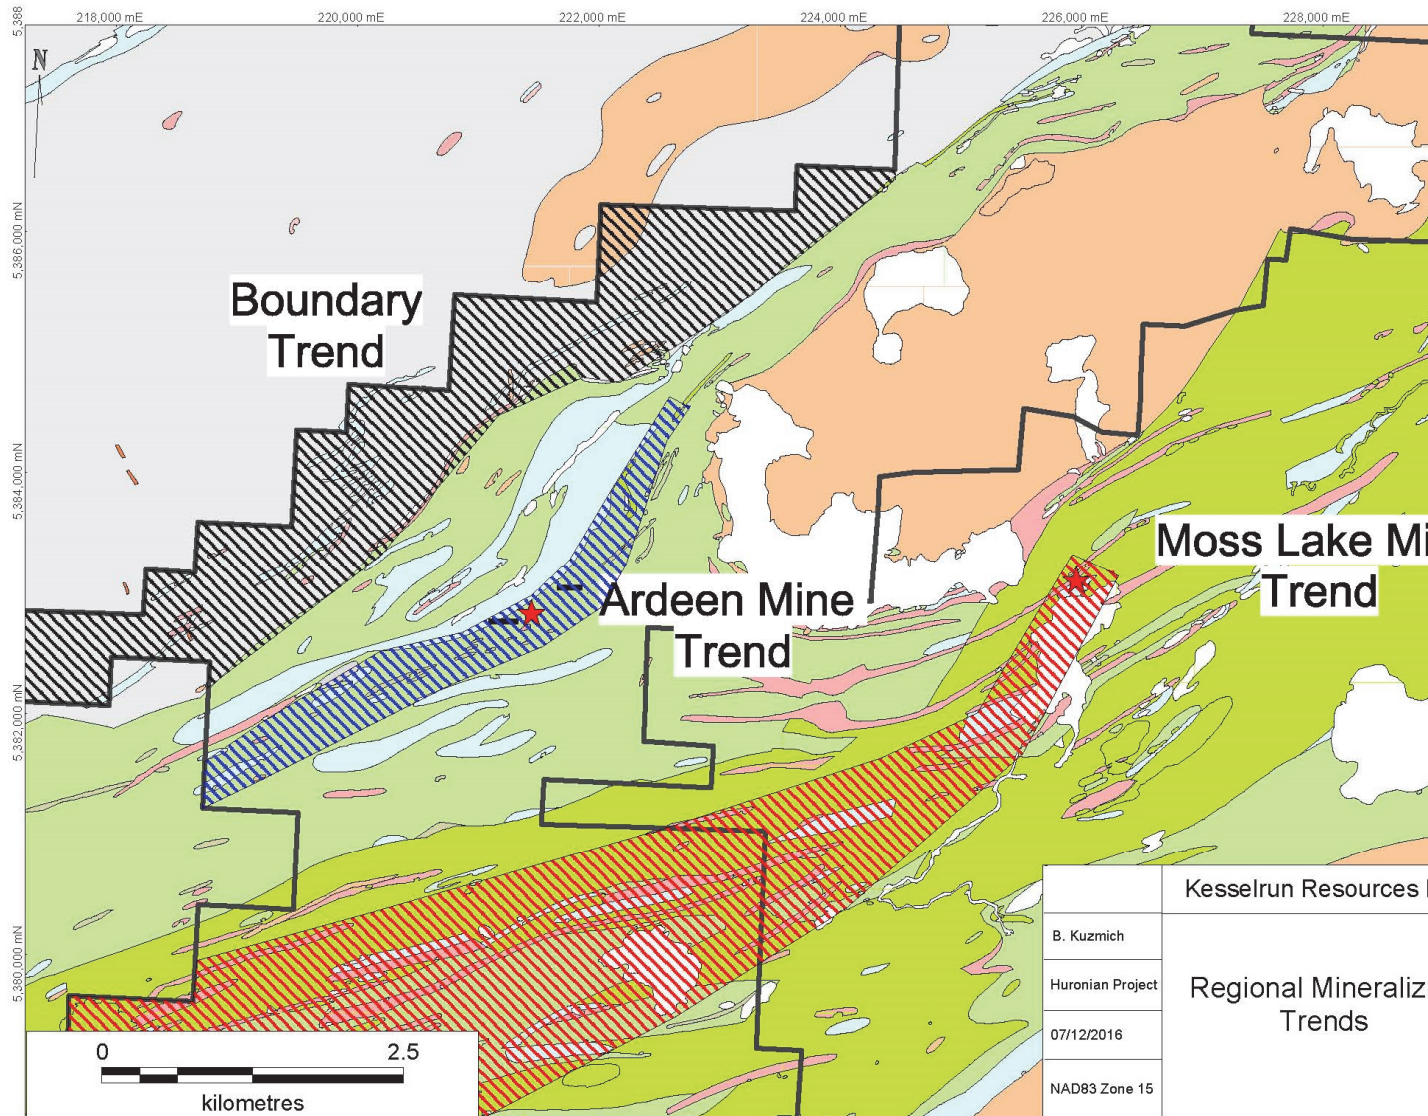 218,000 mE
220,000 mE
222,000 mE
224,000 mE
226,000 mE
228,000 mE
5,388
N
5,386,000 mN
5,384,000 mN
5,382,000 mN
5,380,000 mN
Boundary
Trend
Ardeen Mine
Trend
Moss Lake Mi
Trend
0
2.5
kilometres
Kesselrun Resources
B. Kuzmich
Huronian Project
07/12/2016
NAD83 Zone 15
Regional Mineraliz
Trends